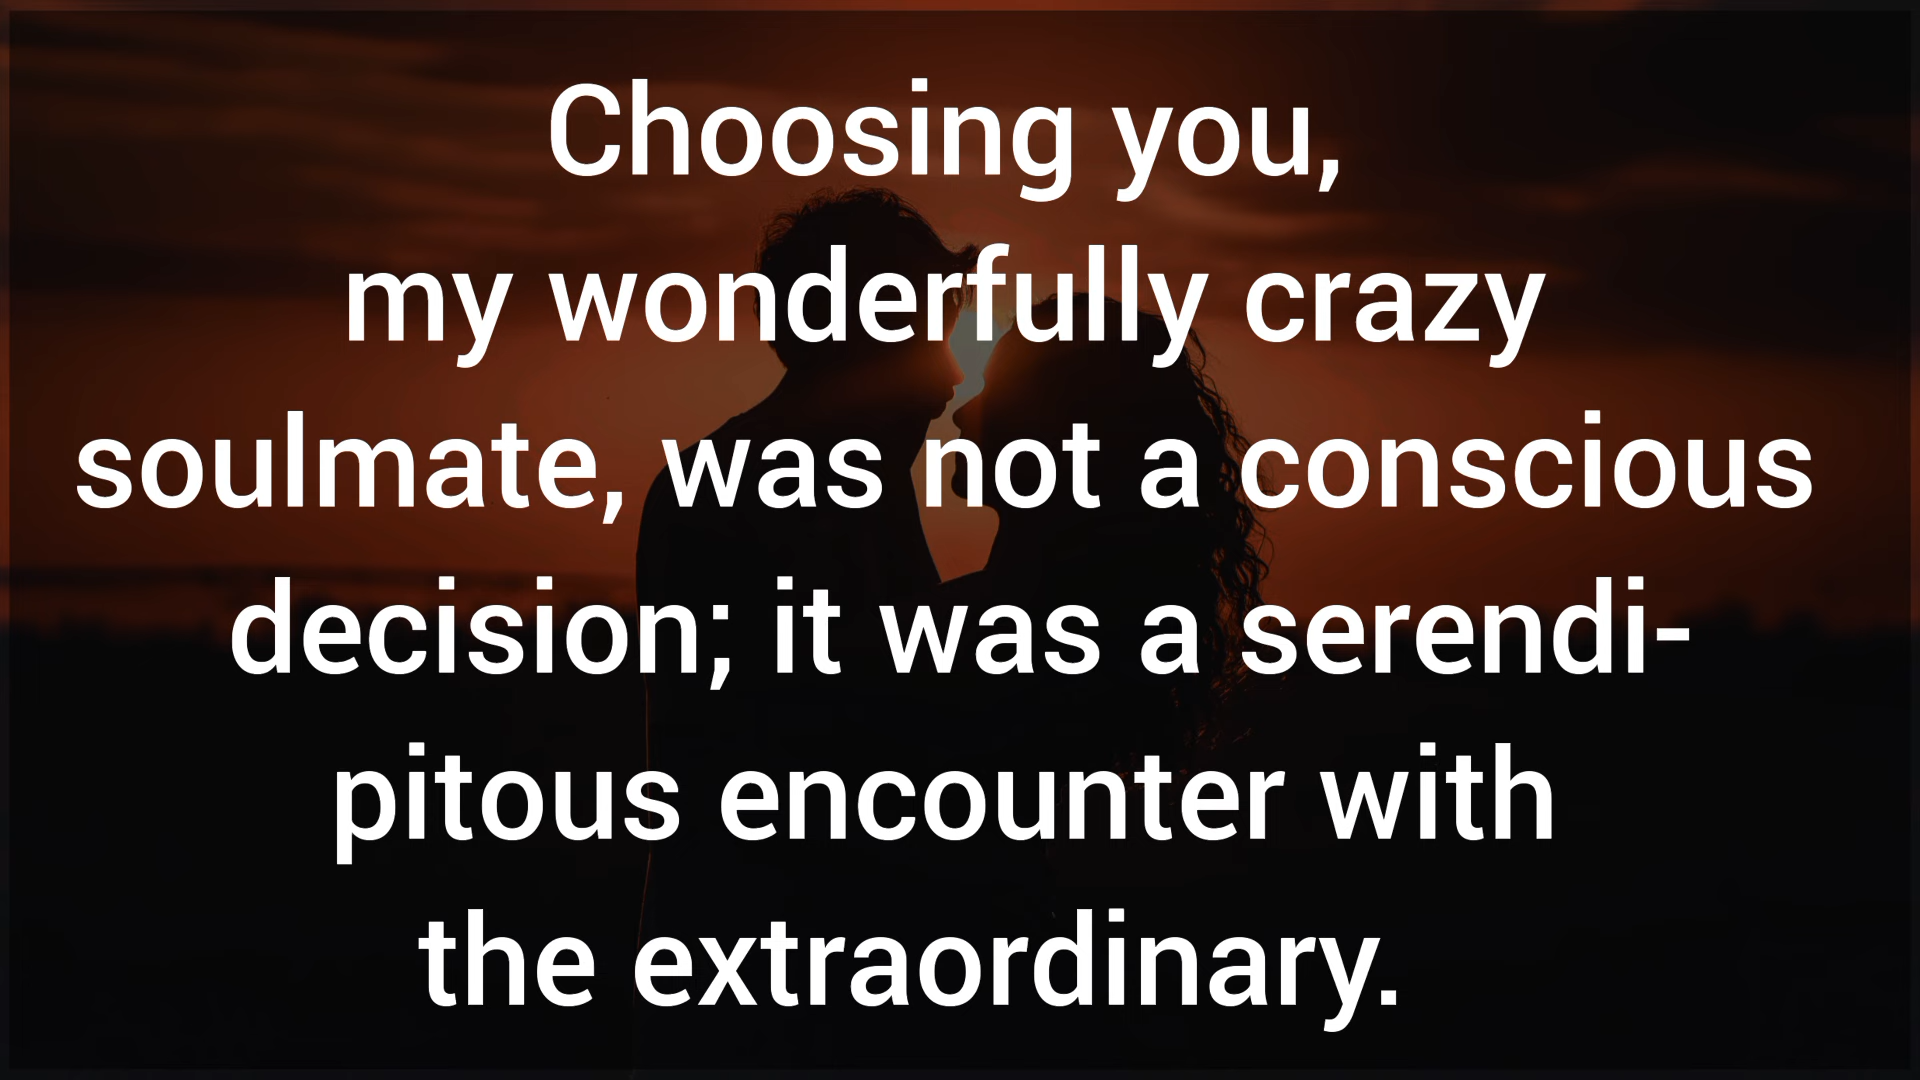 Choosing you,
my wonderfully crazy
soulmate, was not a conscious
decision; it was a serendi-
pitous encounter with
the extraordinary.